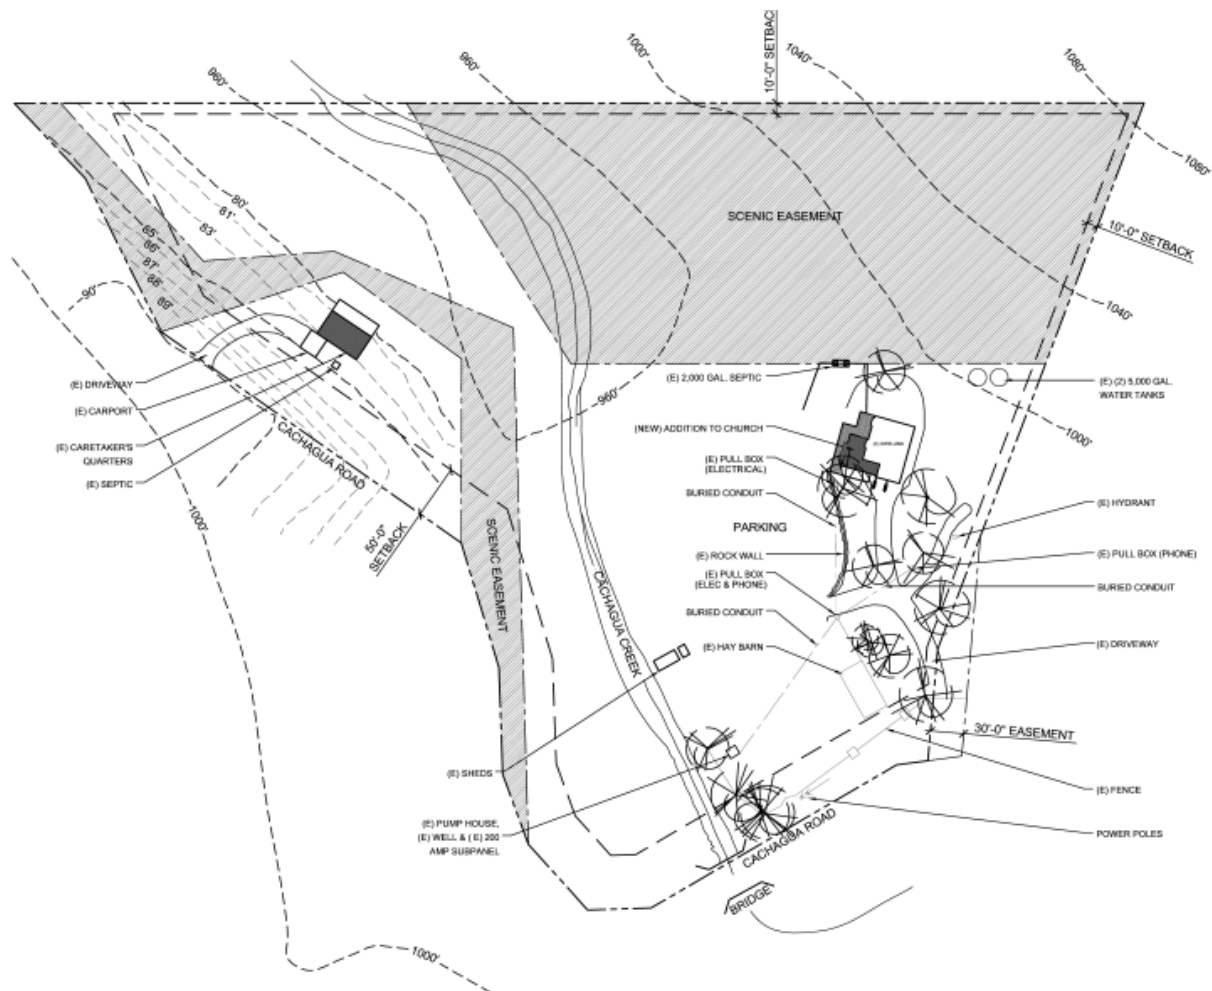 10'-0" SETBACK
960'
960'
1000'
1040'
1080'
1080'
SCENIC EASEMENT
10'-0" SETBACK
1040'
80'
81'
83'
85'
86'
87'
88'
89'
90'
(E) DRIVEWAY
(E) CARPORT
(E) CARETAKER'S
QUARTERS
(E) SEPTIC
CACHAGUA ROAD
1000'
50'-0"
SETBACK
SCENIC EASEMENT
960'
CACHAGUA CREEK
(E) 2,000 GAL. SEPTIC
(NEW) ADDITION TO CHURCH
(E) PULL BOX
(ELECTRICAL)
BURIED CONDUIT
PARKING
(E) ROCK WALL
(E) PULL BOX
(ELEC & PHONE)
BURIED CONDUIT
(E) HAY BARN
(E) (2) 5,000 GAL.
WATER TANKS
1000'
(E) HYDRANT
(E) PULL BOX (PHONE)
BURIED CONDUIT
(E) DRIVEWAY
30'-0" EASEMENT
(E) FENCE
POWER POLES
(E) SHEDS
(E) PUMP HOUSE,
(E) WELL & ( E) 200
AMP SUBPANEL
CACHAGUA ROAD
BRIDGE
1000'